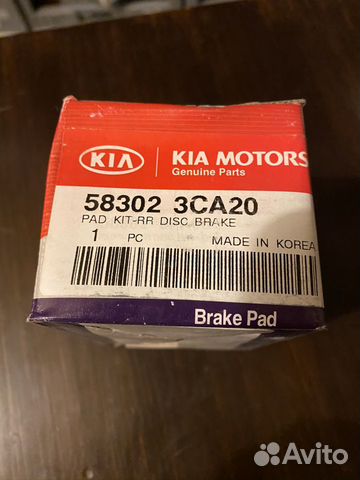 KIA
KIA MOTORS
Genuine Parts
58302 3CA20
PAD KIT-RR DISC BRAKE
1 PC MADE IN KOREA
Brake Pad
Avito